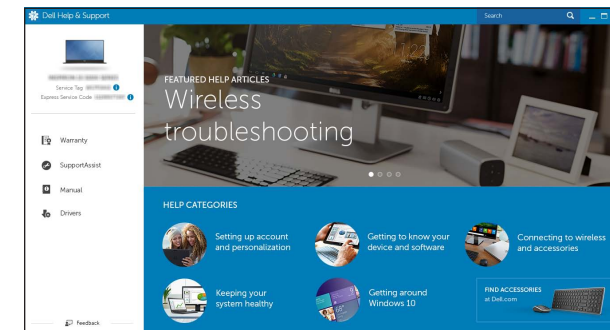 Dell Help & Support
Search
Service Tag
Express Service Code
Warranty
SupportAssist
Manual
Drivers
Feedback
FEATURED HELP ARTICLES
Wireless
troubleshooting
HELP CATEGORIES
Setting up account
and personalization
Getting to know your
device and software
Connecting to wireless
and accessories
Keeping your
system healthy
Getting around
Windows 10
FIND ACCESSORIES
at Dell.com